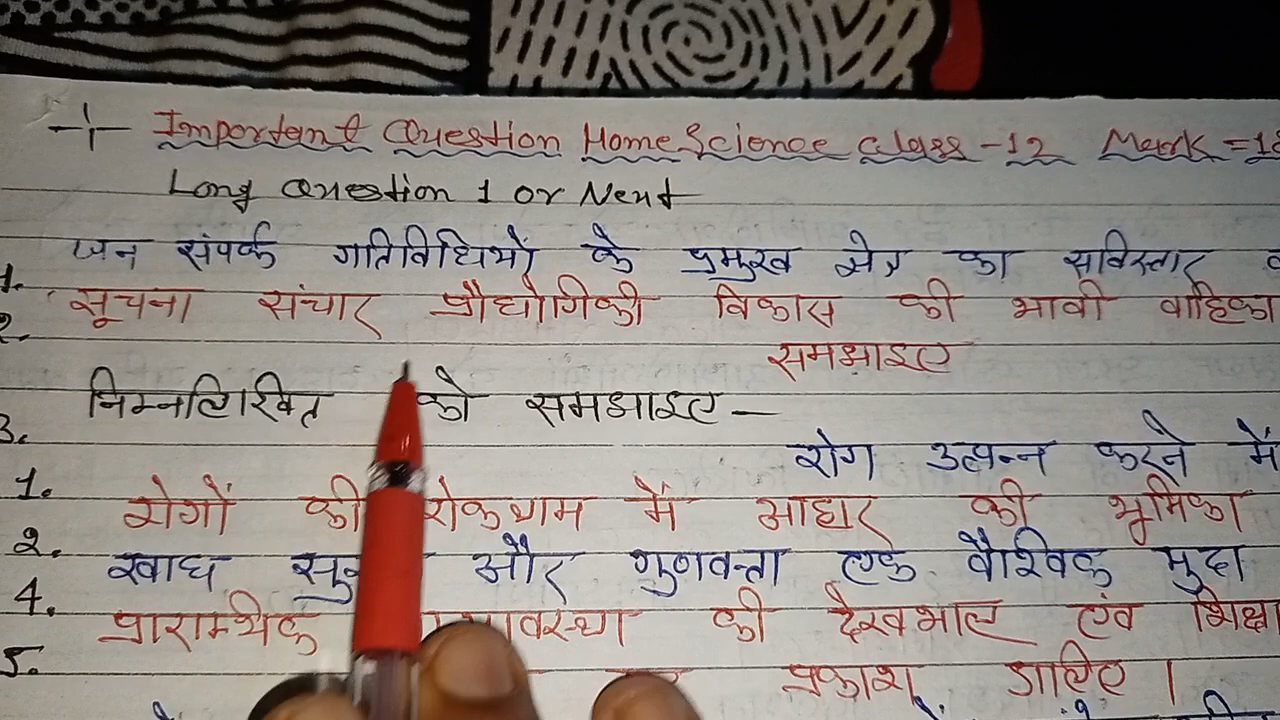 Important Question Home Science Class -12 Mark =
Long Question 1 or Next
1. जन संपर्क गतिविधियों के प्रमुख क्षेत्र का सविस्तार
2. सूचना संचार प्रौद्योगिकी विकास की भावी वाहिका
समझाइए
3. निम्नलिखित को समझाइए —
रोग उत्पन्न करने में
1. रोगों की रोकथाम में आहार की भूमिका
2. खाद्य और गुणवत्ता एक वैश्विक मुद्दा
4. प्रारम्भिक की देखभाल एंव शिक्षा
5. प्रकाश डालिए ।